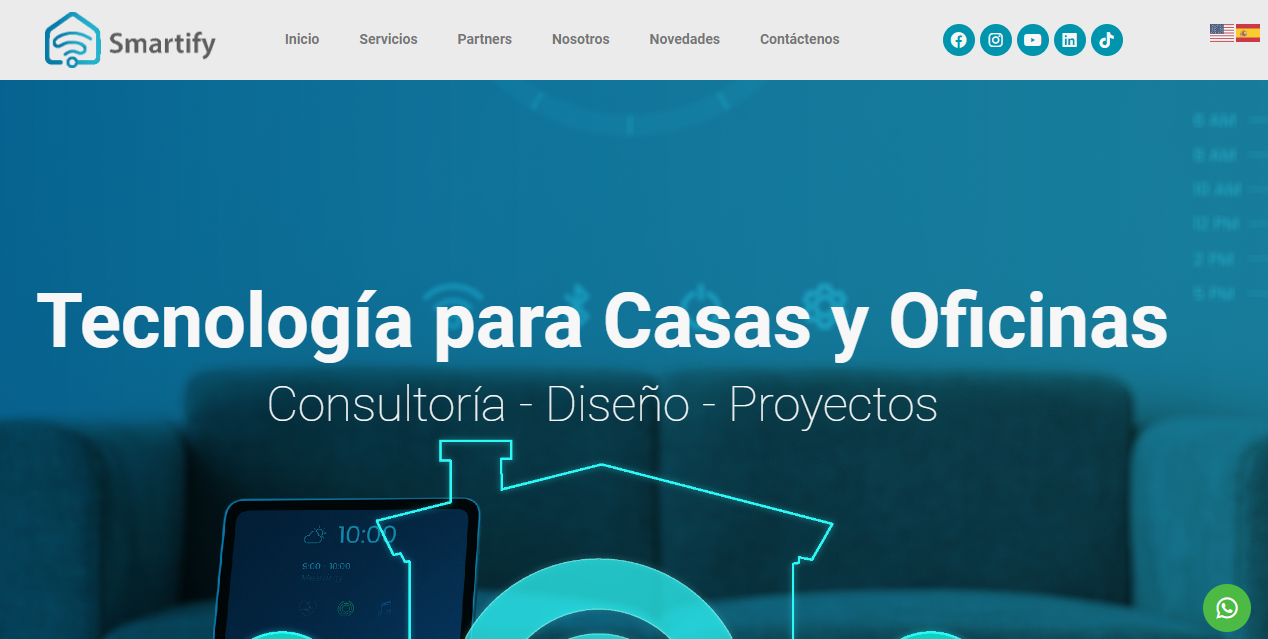 Smartify
Inicio Servicios Partners Nosotros Novedades Contáctenos
6 AM
8 AM
10 AM
12 PM
2 PM
5 PM
Tecnología para Casas y Oficinas
Consultoría - Diseño - Proyectos
10:00
9:00 - 10:00